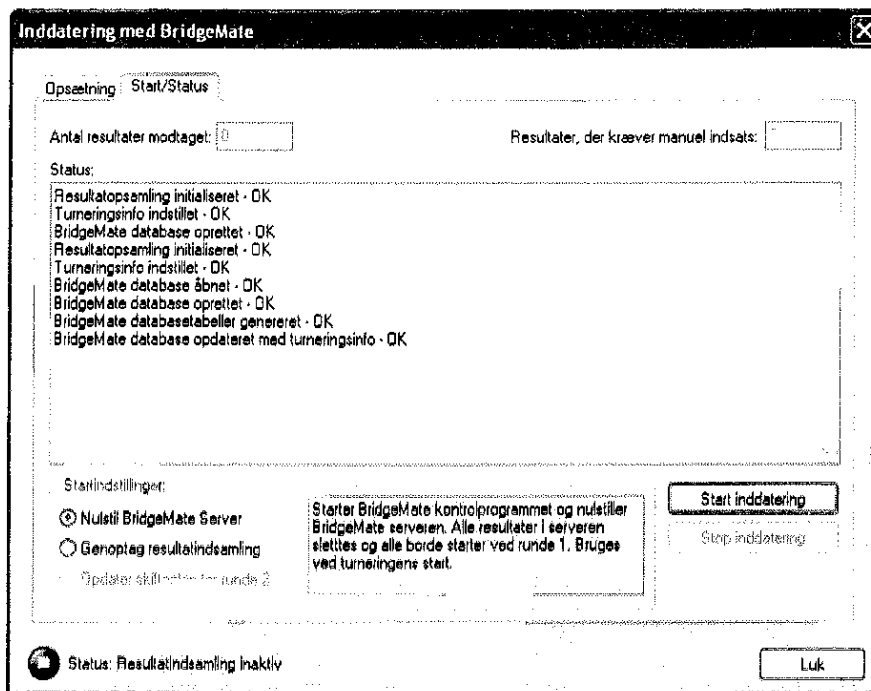 Inddatering med BridgeMate
Opsætning Start/Status
Antal resultater modtaget: 0 Resultater, der kræver manuel indsats:
Status:
Resultatopsamling initialiseret - OK
Turneringsinfo indstillet - OK
BridgeMate database oprettet - OK
Resultatopsamling initialiseret - OK
Turneringsinfo indstillet - OK
BridgeMate database åbnet - OK
BridgeMate database oprettet - OK
BridgeMate databasetabeller genereret - OK
BridgeMate database opdateret med turneringsinfo - OK
Startindstillinger:
Nulstil BridgeMate Server
Genoptag resultatindsamling
Opdater for runde 2
Starter BridgeMate kontrolprogrammet og nulstiller
BridgeMate serveren. Alle resultater i serveren
slettes og alle borde starter ved runde 1. Bruges
ved turneringens start.
Start inddatering
Stop inddatering
Status: Resultatindsamling inaktiv
Luk